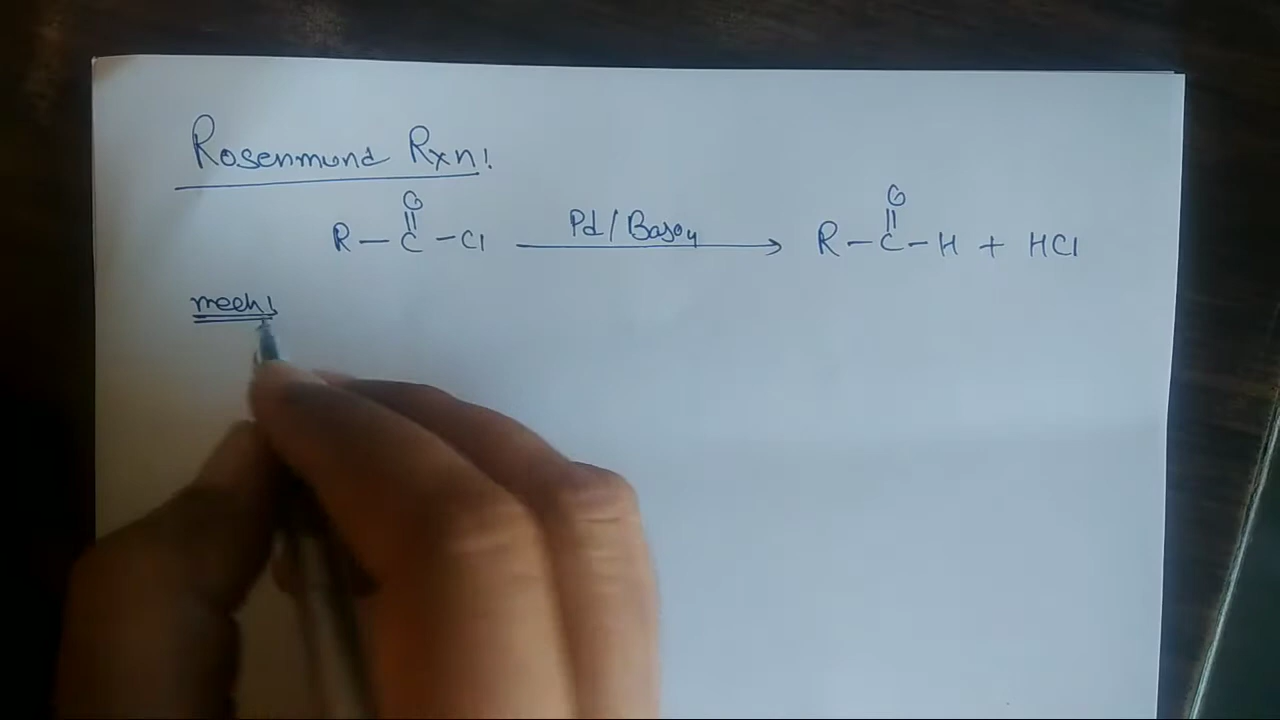 Rosenmund Rxn!
O O
R — C — Cl Pd/BaSO4 → R — C — H + HCl
mech!